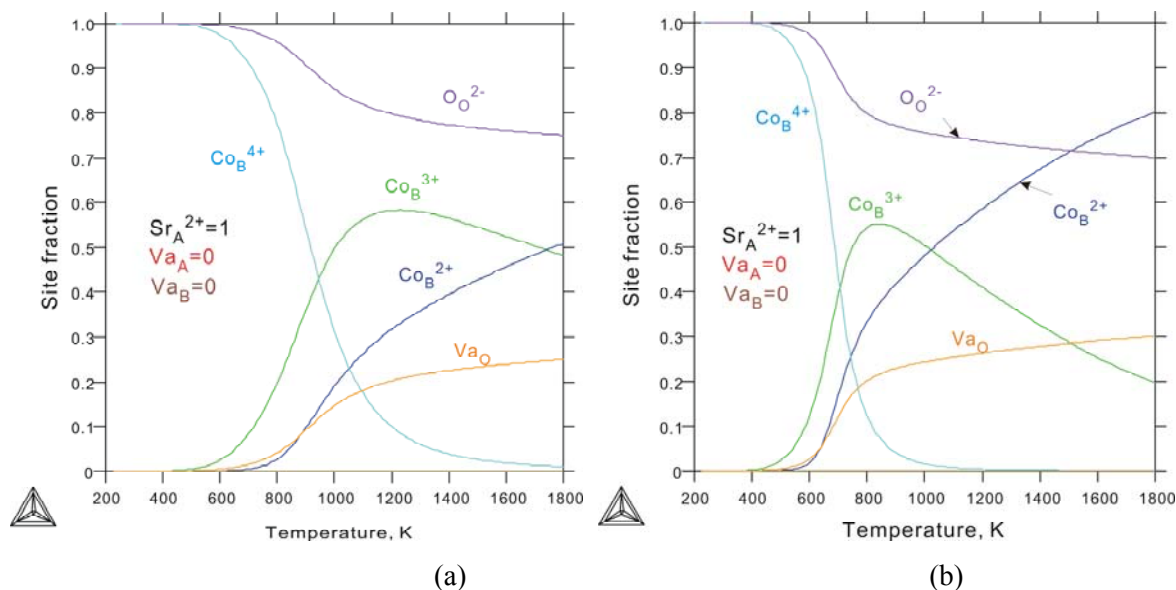 1.0
0.9
0.8
0.7
0.6
0.5
0.4
0.3
0.2
0.1
0
Site fraction
O_O^2-
Co_B^4+
Co_B^3+
Sr_A^2+=1
Va_A=0
Va_B=0
Co_B^2+
Va_O
200 400 600 800 1000 1200 1400 1600 1800
Temperature, K
(a)
1.0
0.9
0.8
0.7
0.6
0.5
0.4
0.3
0.2
0.1
0
Site fraction
Co_B^4+
O_O^2-
Co_B^3+
Co_B^2+
Sr_A^2+=1
Va_A=0
Va_B=0
Va_O
200 400 600 800 1000 1200 1400 1600 1800
Temperature, K
(b)